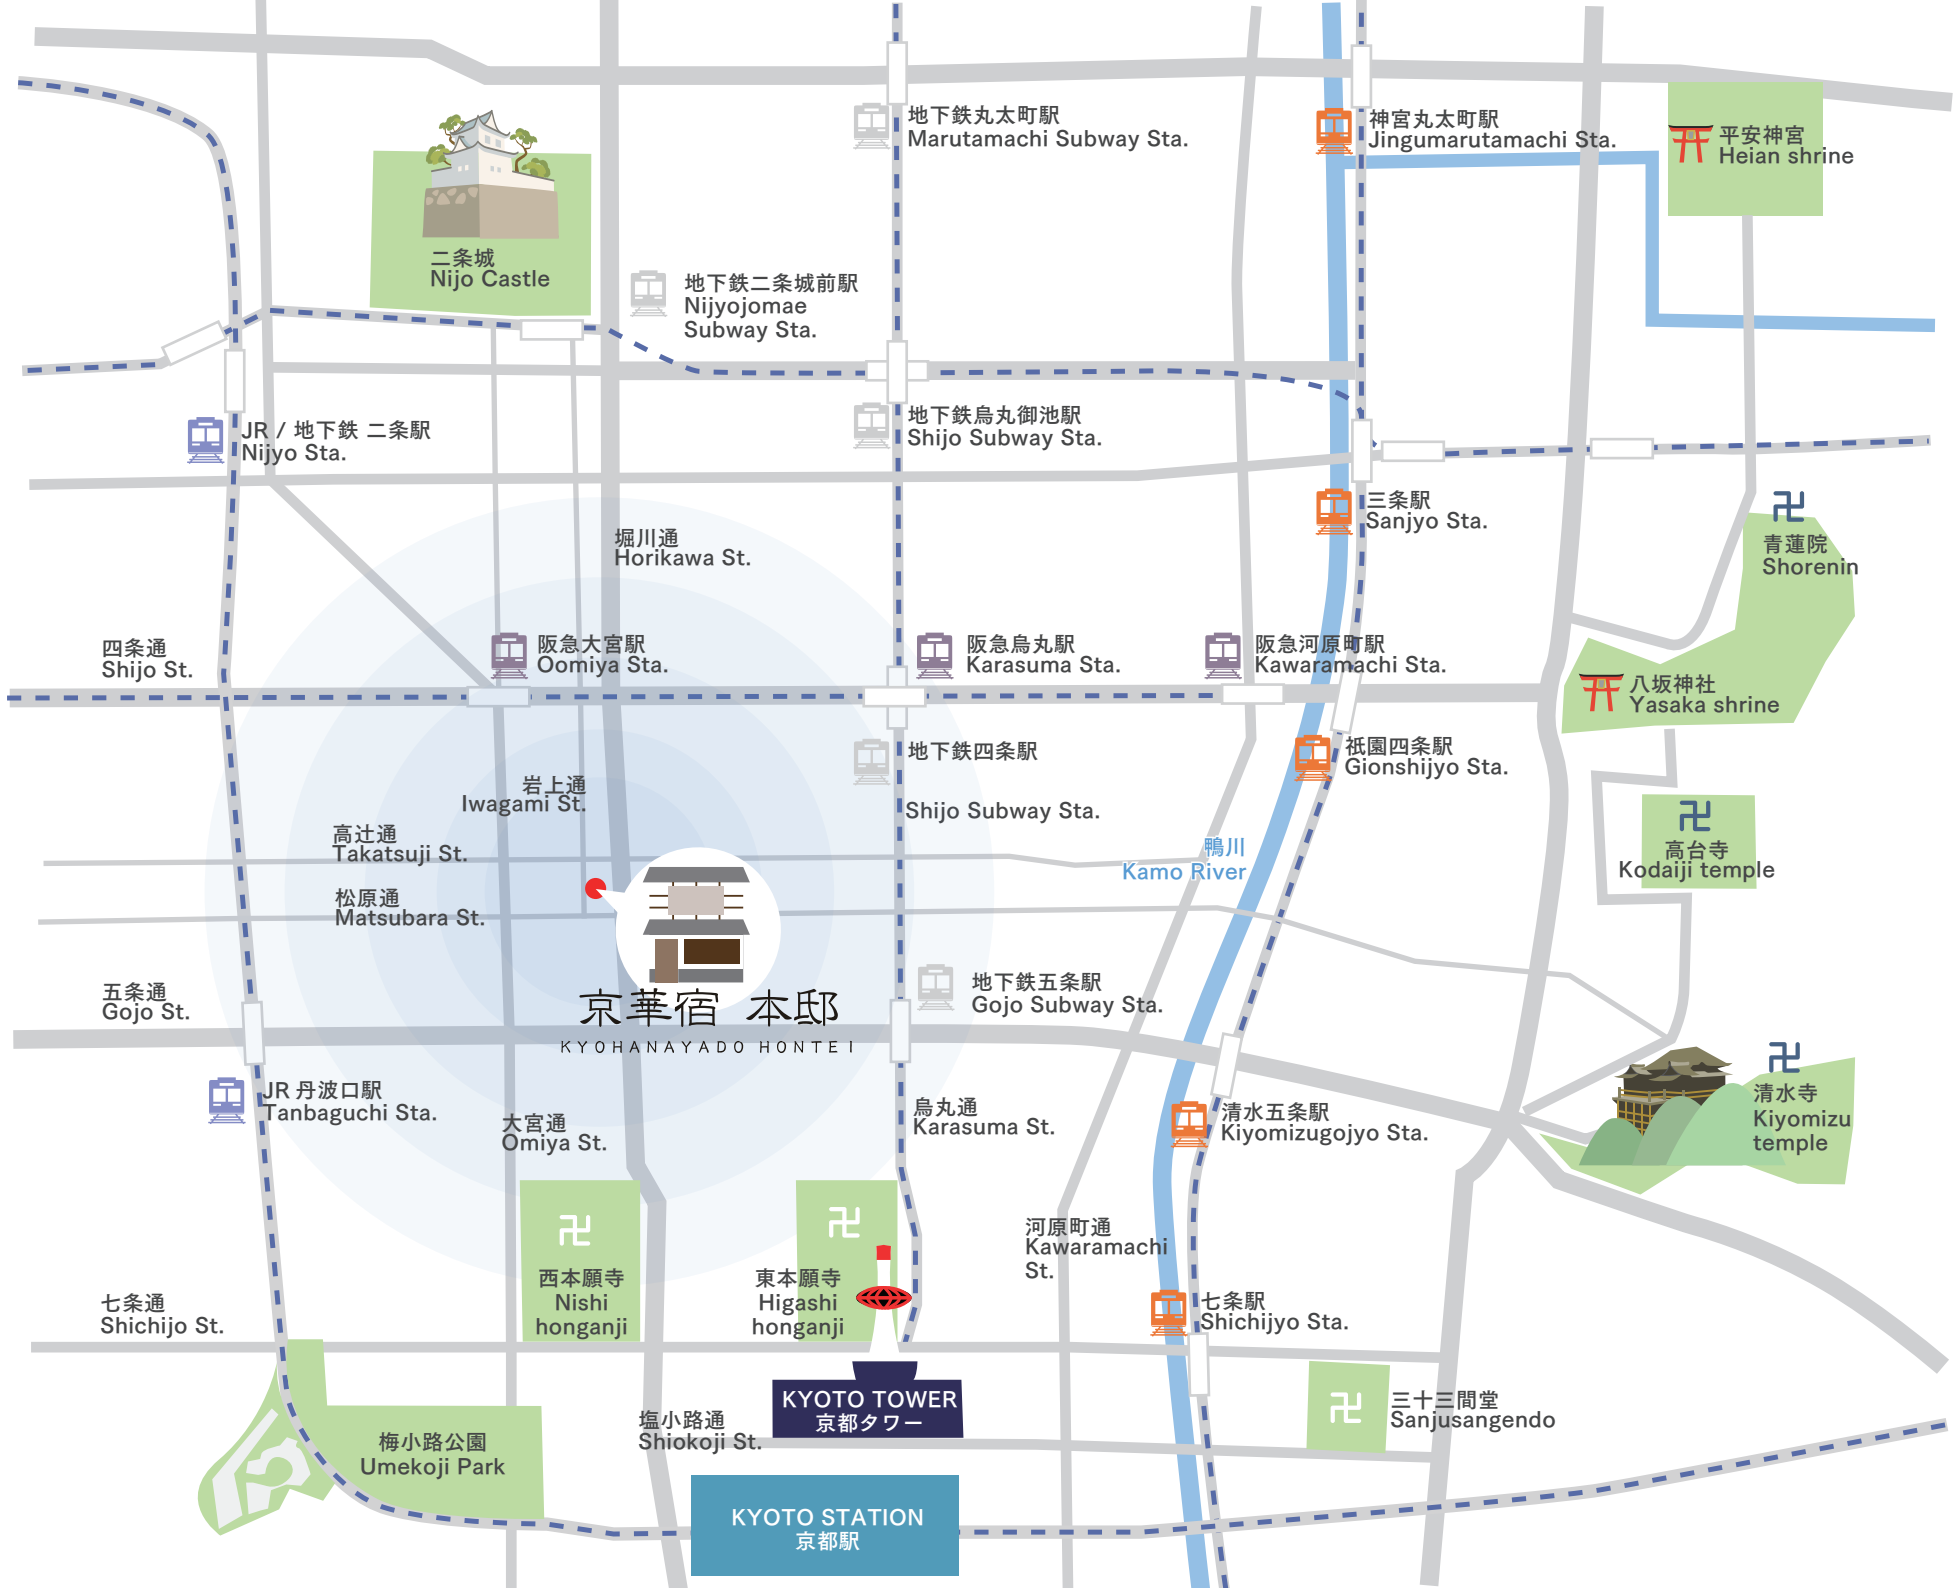 地下鉄丸太町駅
Marutamachi Subway Sta.
神宮丸太町駅
Jingumarutamachi Sta.
平安神宮
Heian shrine
二条城
Nijo Castle
地下鉄二条城前駅
Nijyojomae
Subway Sta.
JR / 地下鉄 二条駅
Nijyo Sta.
地下鉄烏丸御池駅
Shijo Subway Sta.
三条駅
Sanjyo Sta.
青蓮院
Shorenin
堀川通
Horikawa St.
四条通
Shijo St.
阪急大宮駅
Oomiya Sta.
阪急烏丸駅
Karasuma Sta.
阪急河原町駅
Kawaramachi Sta.
八坂神社
Yasaka shrine
地下鉄四条駅
Shijo Subway Sta.
祇園四条駅
Gionshijyo Sta.
岩上通
Iwagami St.
高辻通
Takatsuji St.
鴨川
Kamo River
高台寺
Kodaiji temple
松原通
Matsubara St.
五条通
Gojo St.
京華宿 本邸
KYOHANAYADO HONTEI
地下鉄五条駅
Gojo Subway Sta.
JR 丹波口駅
Tanbaguchi Sta.
大宮通
Omiya St.
烏丸通
Karasuma St.
清水五条駅
Kiyomizugojyo Sta.
清水寺
Kiyomizu
temple
河原町通
Kawaramachi
St.
西本願寺
Nishi
honganji
東本願寺
Higashi
honganji
七条通
Shichijo St.
七条駅
Shichijyo Sta.
KYOTO TOWER
京都タワー
塩小路通
Shiokoji St.
三十三間堂
Sanjusangendo
梅小路公園
Umekoji Park
KYOTO STATION
京都駅